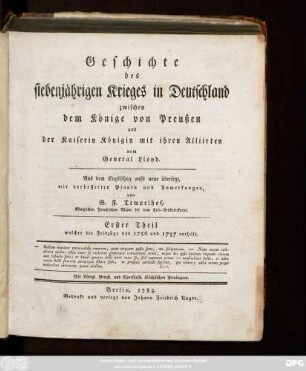 Geschichte
des
siebenjährigen Krieges in Deutschland
zwischen
dem Könige von Preußen
und
der Kaiserin Königin mit ihren Alliirten
vom
General Lloyd.
Aus dem Englischen aufs neue übersetzt,
mit verbesserten Planen und Anmerkungen,
von
G. F. Tempelhof,
Königlichen Preußischen Major bei dem Feld-Artilleriekorps.
Erster Theil
welcher die Feldzüge von 1756 und 1757 enthält.
Mit Königl. Preuß. und Churfürstl. Sächsischen Privilegien.
Berlin, 1783.
Gedruckt und verlegt von Johann Friedrich Unger.